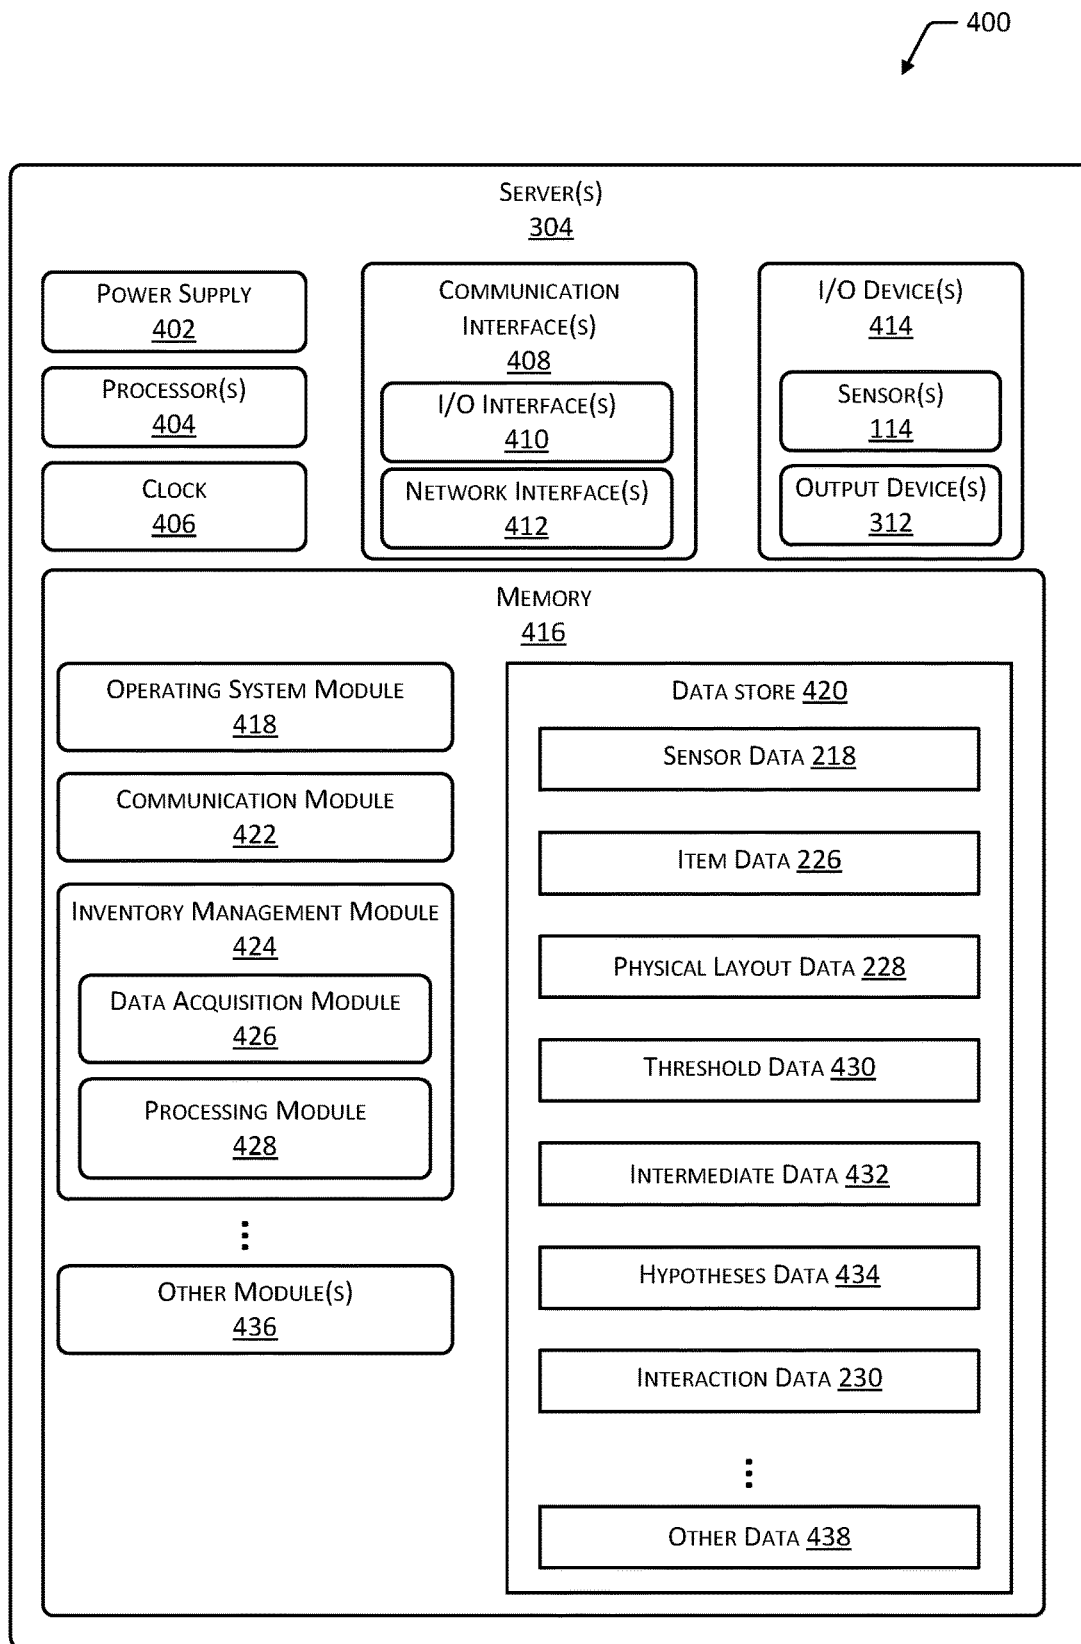 400
SERVER(S)
304
POWER SUPPLY
402
PROCESSOR(S)
404
CLOCK
406
COMMUNICATION
INTERFACE(S)
408
I/O INTERFACE(S)
410
NETWORK INTERFACE(S)
412
I/O DEVICE(S)
414
SENSOR(S)
114
OUTPUT DEVICE(S)
312
MEMORY
416
OPERATING SYSTEM MODULE
418
COMMUNICATION MODULE
422
INVENTORY MANAGEMENT MODULE
424
DATA ACQUISITION MODULE
426
PROCESSING MODULE
428
OTHER MODULE(S)
436
DATA STORE 420
SENSOR DATA 218
ITEM DATA 226
PHYSICAL LAYOUT DATA 228
THRESHOLD DATA 430
INTERMEDIATE DATA 432
HYPOTHESES DATA 434
INTERACTION DATA 230
OTHER DATA 438